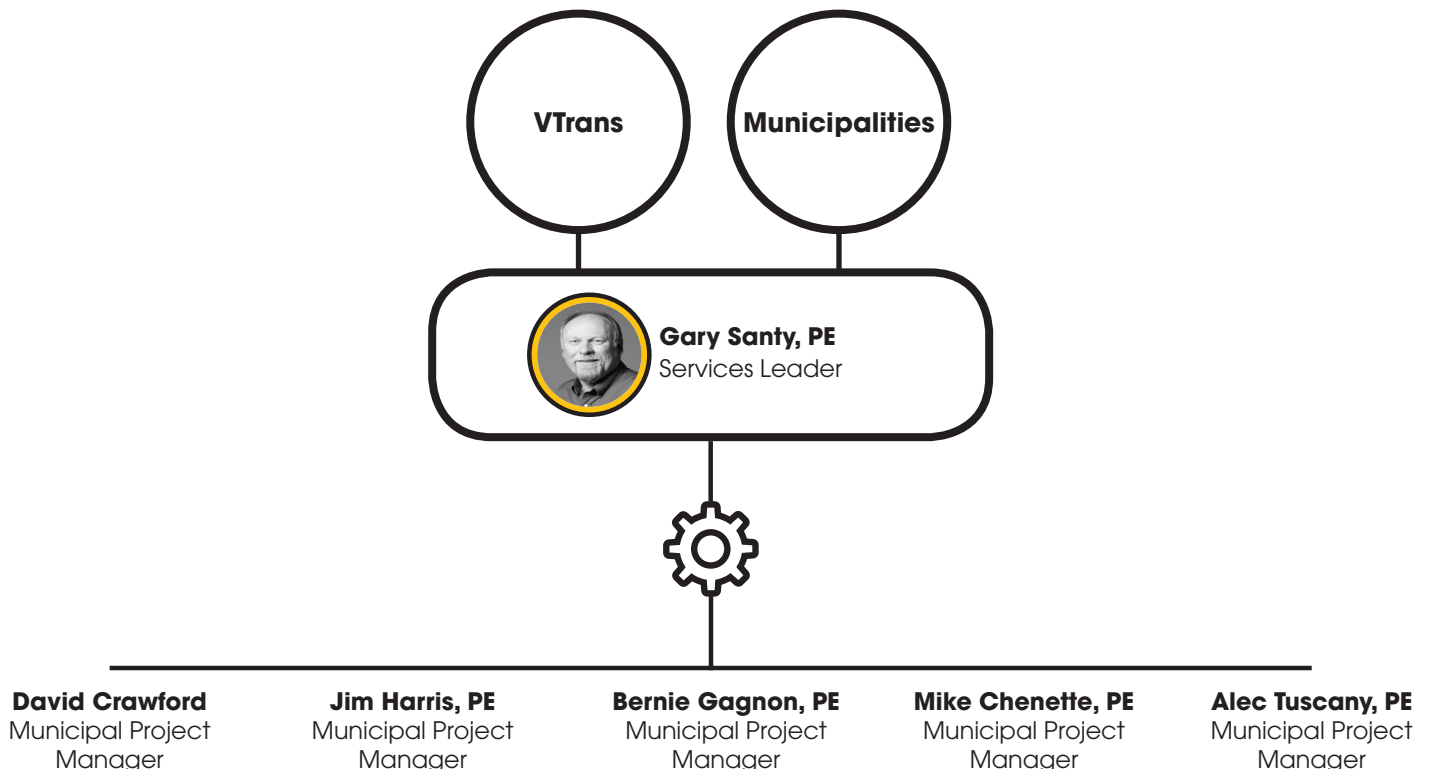 VTrans
Municipalities
Gary Santy, PE
Services Leader
David Crawford
Municipal Project
Manager
Jim Harris, PE
Municipal Project
Manager
Bernie Gagnon, PE
Municipal Project
Manager
Mike Chenette, PE
Municipal Project
Manager
Alec Tuscany, PE
Municipal Project
Manager